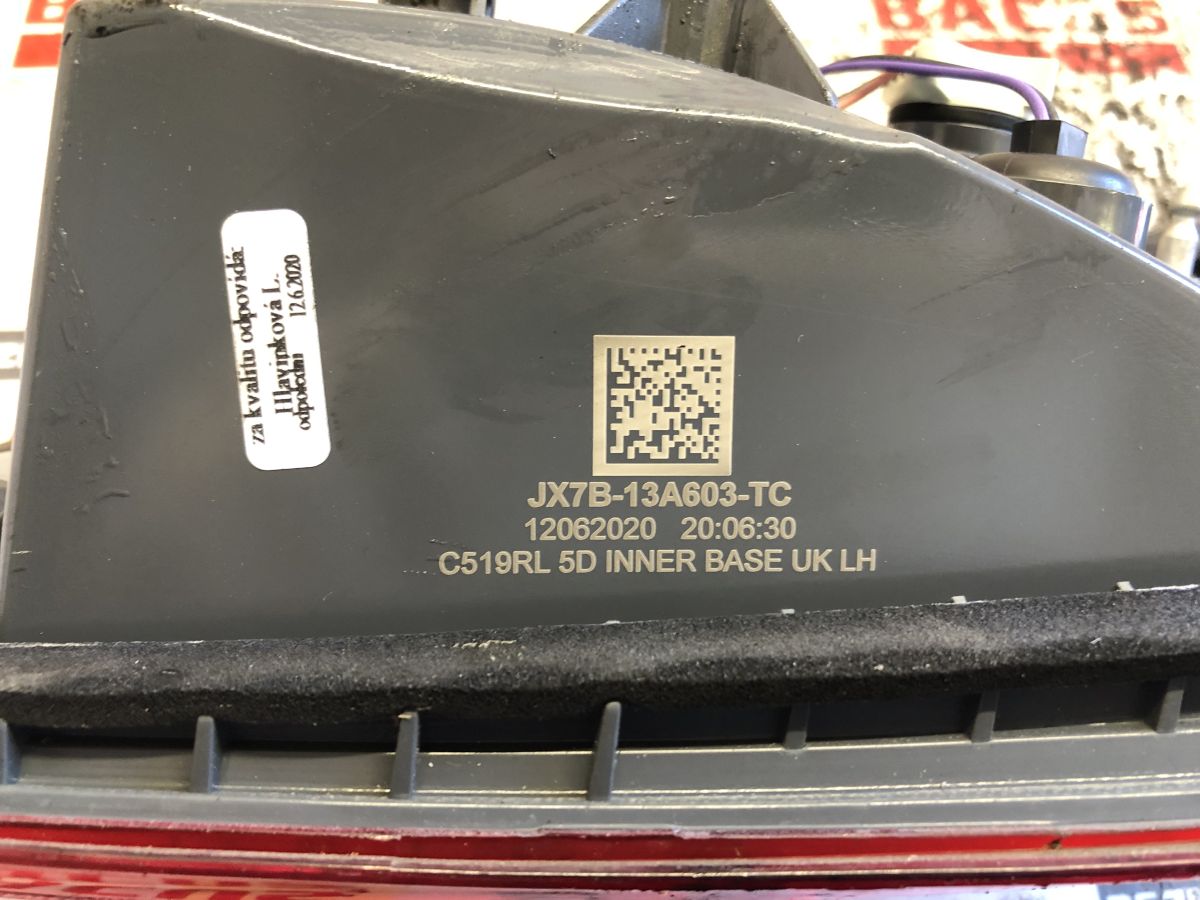 za kvalitu odpovídá:
Hlavinková L.
odpolední 12.6.2020
JX7B-13A603-TC
12062020 20:06:30
C519RL 5D INNER BASE UK LH